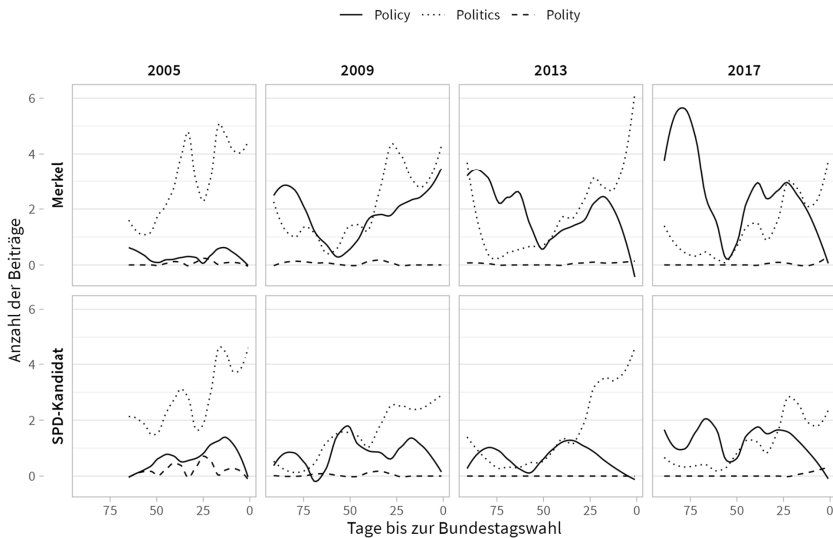 Policy Politics Polity
2005 2009 2013 2017
Anzahl der Beiträge
Merkel
6
4
2
0
SPD-Kandidat
6
4
2
0
75 50 25 0 75 50 25 0 75 50 25 0 75 50 25 0
Tage bis zur Bundestagswahl